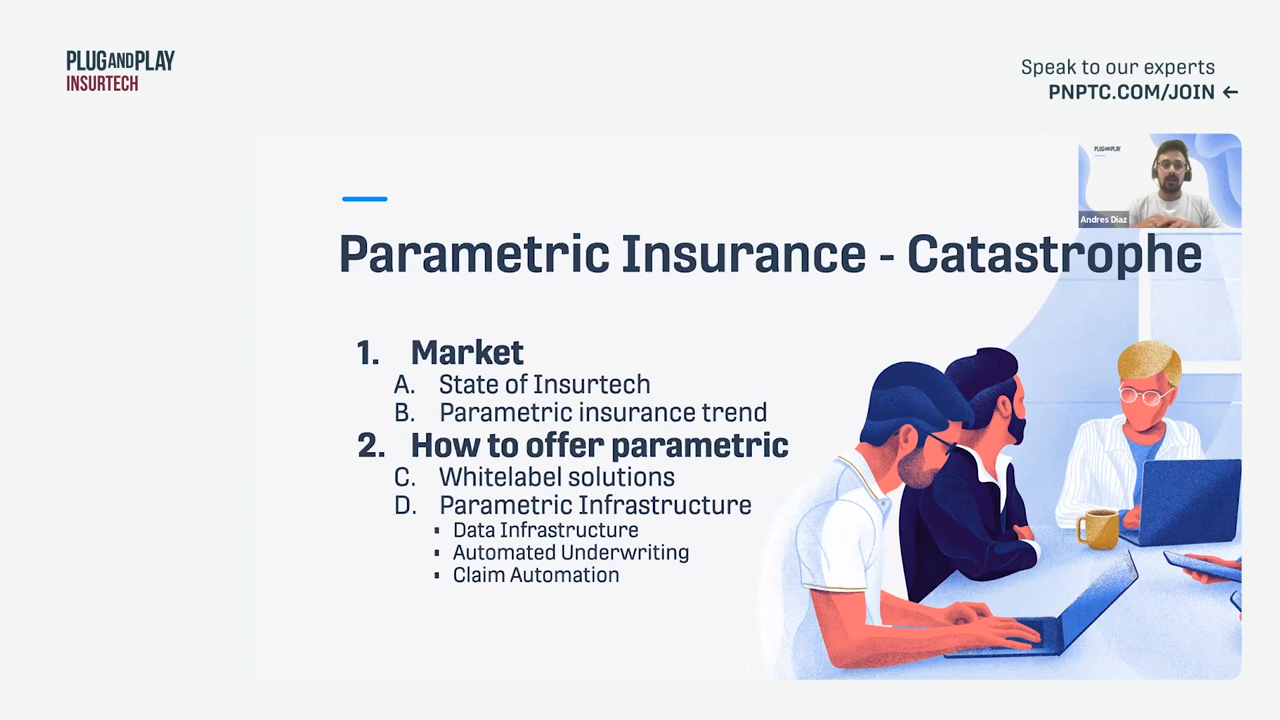 PLUGANDPLAY
INSURTECH
Speak to our experts
PNPTC.COM/JOIN ←
PLUGANDPLAY
Andres Diaz
Parametric Insurance - Catastrophe
1. Market
A. State of Insurtech
B. Parametric insurance trend
2. How to offer parametric
C. Whitelabel solutions
D. Parametric Infrastructure
▪ Data Infrastructure
▪ Automated Underwriting
▪ Claim Automation